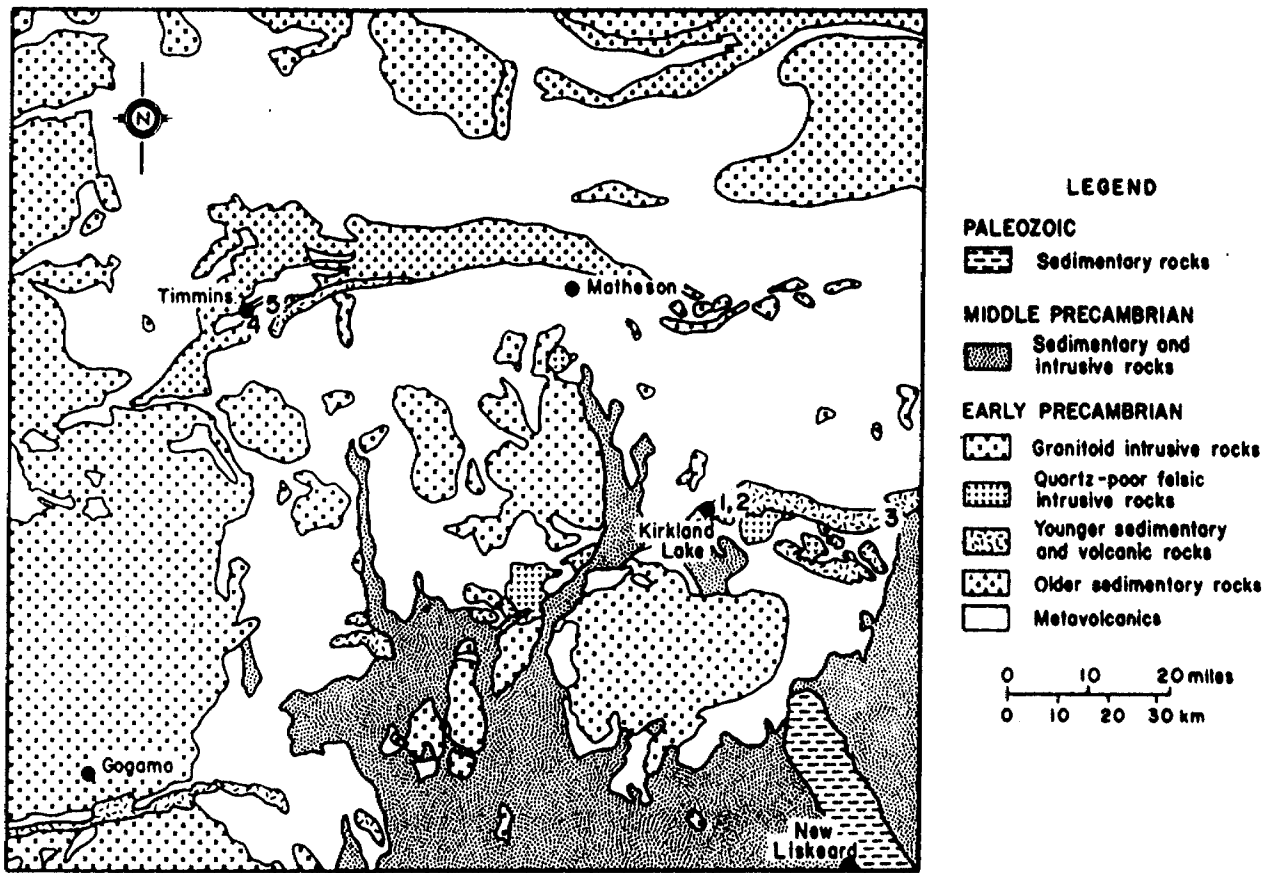 N
Timmins
5
4
Matheson
1, 2
3
Kirkland
Lake
Gogama
New
Liskeard
LEGEND
PALEOZOIC
Sedimentary rocks
MIDDLE PRECAMBRIAN
Sedimentary and
intrusive rocks
EARLY PRECAMBRIAN
Granitoid intrusive rocks
Quartz-poor felsic
intrusive rocks
Younger sedimentary
and volcanic rocks
Older sedimentary rocks
Metavolcanics
0 10 20 miles
0 10 20 30 km